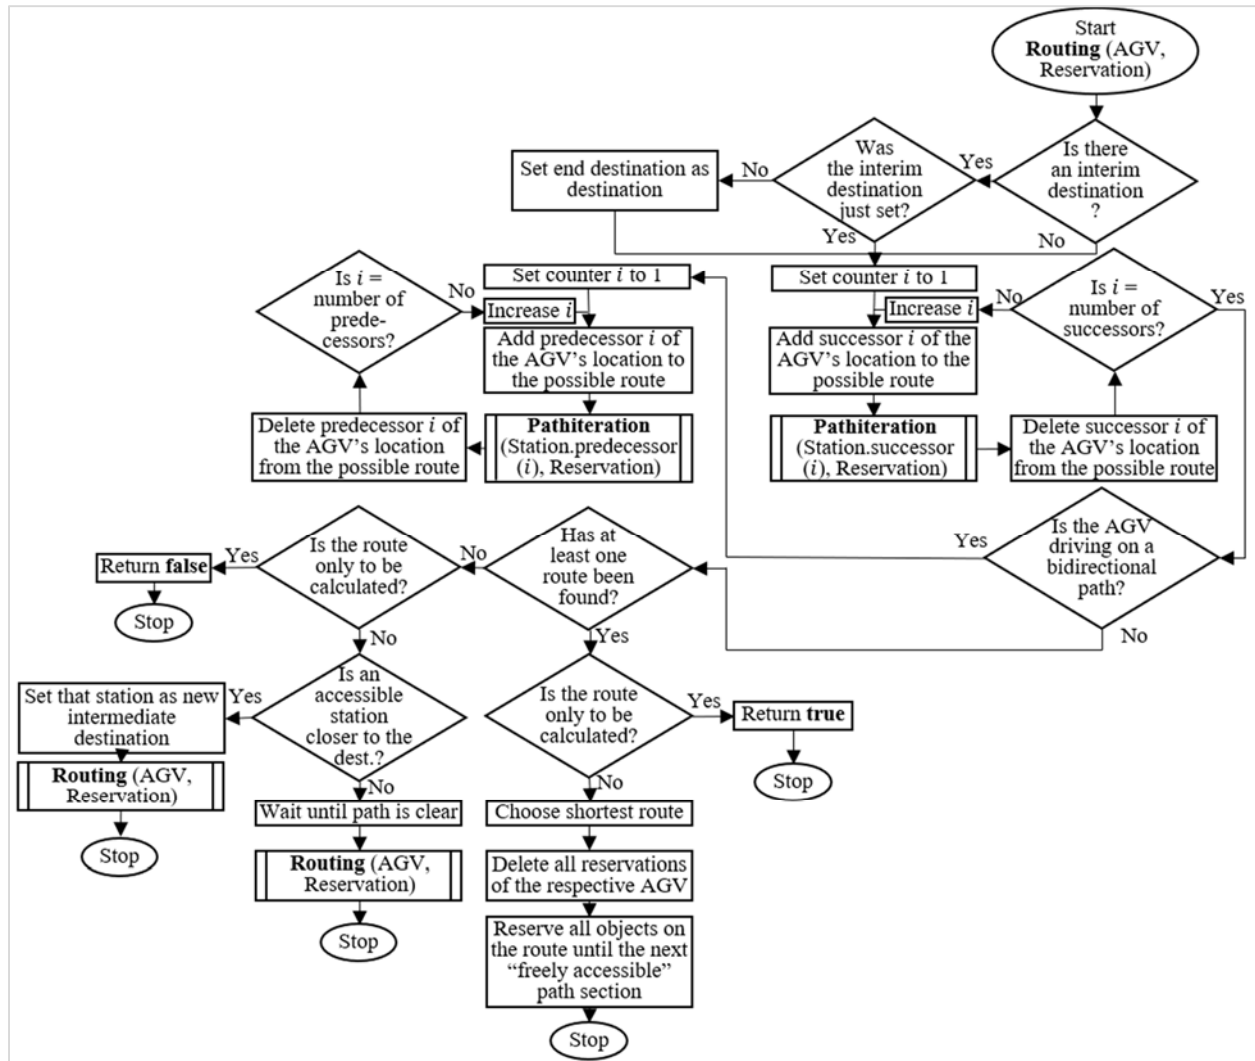 Start
Routing (AGV,
Reservation)
Is there
an interim
destination
?
Yes
No
Was
the interim
destination
just set?
No
Yes
Set end destination as
destination
Set counter i to 1
Increase i
Add successor i of the
AGV's location to the
possible route
Pathiteration
(Station.successor
(i), Reservation)
Delete successor i of
the AGV's location
from the possible route
Is i =
number of
successors?
No
Yes
Is the AGV
driving on a
bidirectional
path?
Yes
No
Set counter i to 1
Increase i
Add predecessor i of
the AGV's location to
the possible route
Pathiteration
(Station.predecessor
(i), Reservation)
Delete predecessor i of
the AGV's location
from the possible route
Is i =
number of
prede-
cessors?
No
Has at
least one
route been
found?
No
Yes
Is the route
only to be
calculated?
Yes
No
Return false
Stop
Is an
accessible
station
closer to the
dest.?
Yes
No
Set that station as new
intermediate
destination
Routing (AGV,
Reservation)
Stop
Wait until path is clear
Routing (AGV,
Reservation)
Stop
Is the route
only to be
calculated?
Yes
No
Return true
Stop
Choose shortest route
Delete all reservations
of the respective AGV
Reserve all objects on
the route until the next
“freely accessible”
path section
Stop